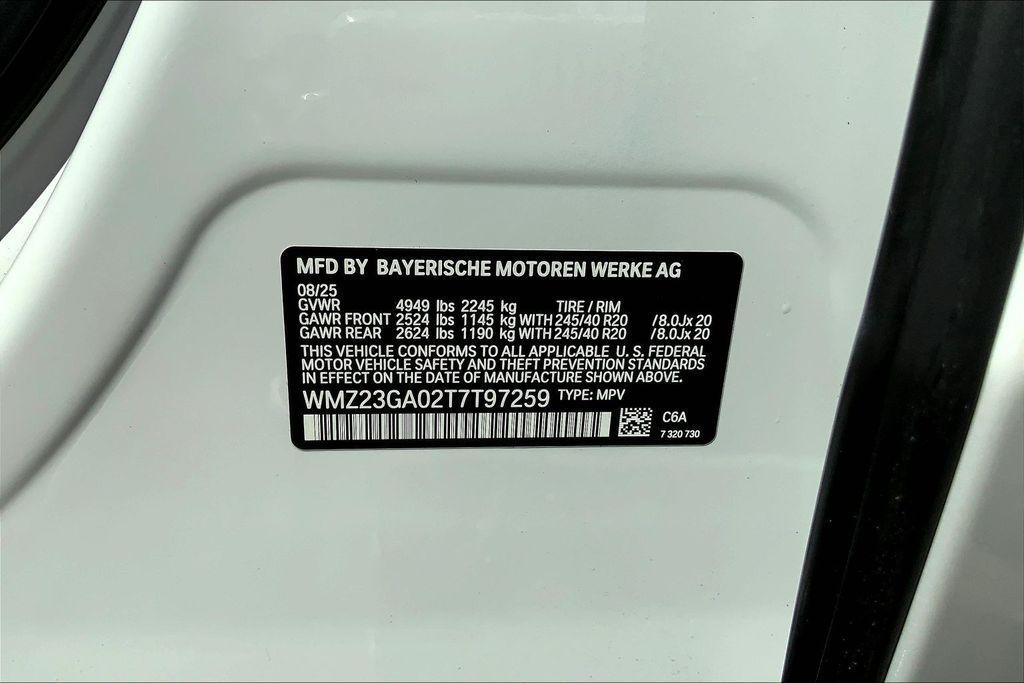 MFD BY BAYERISCHE MOTOREN WERKE AG
08/25
GVWR 4949 lbs 2245 kg TIRE / RIM
GAWR FRONT 2524 lbs 1145 kg WITH 245/40 R20 /8.0Jx 20
GAWR REAR 2624 lbs 1190 kg WITH 245/40 R20 /8.0Jx 20
THIS VEHICLE CONFORMS TO ALL APPLICABLE U. S. FEDERAL
MOTOR VEHICLE SAFETY AND THEFT PREVENTION STANDARDS
IN EFFECT ON THE DATE OF MANUFACTURE SHOWN ABOVE.
WMZ23GA02T7T97259 TYPE: MPV
C6A
7 320 730